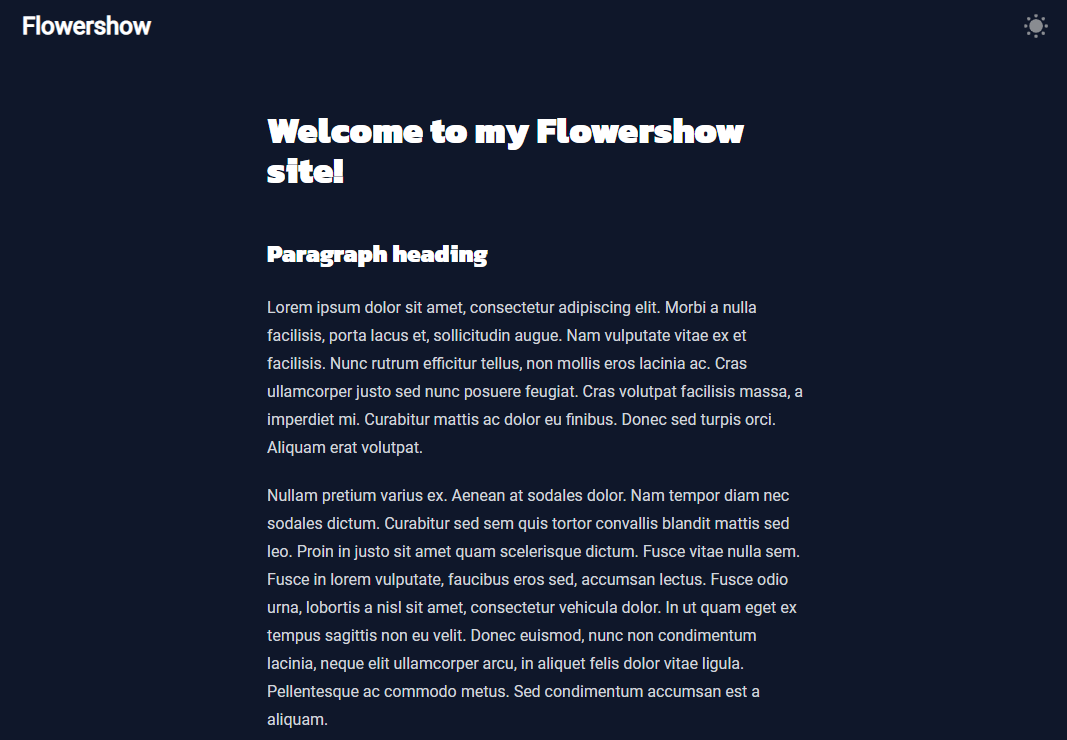 Flowershow
Welcome to my Flowershow
site!
Paragraph heading
Lorem ipsum dolor sit amet, consectetur adipiscing elit. Morbi a nulla
facilisis, porta lacus et, sollicitudin augue. Nam vulputate vitae ex et
facilisis. Nunc rutrum efficitur tellus, non mollis eros lacinia ac. Cras
ullamcorper justo sed nunc posuere feugiat. Cras volutpat facilisis massa, a
imperdiet mi. Curabitur mattis ac dolor eu finibus. Donec sed turpis orci.
Aliquam erat volutpat.
Nullam pretium varius ex. Aenean at sodales dolor. Nam tempor diam nec
sodales dictum. Curabitur sed sem quis tortor convallis blandit mattis sed
leo. Proin in justo sit amet quam scelerisque dictum. Fusce vitae nulla sem.
Fusce in lorem vulputate, faucibus eros sed, accumsan lectus. Fusce odio
urna, lobortis a nisl sit amet, consectetur vehicula dolor. In ut quam eget ex
tempus sagittis non eu velit. Donec euismod, nunc non condimentum
lacinia, neque elit ullamcorper arcu, in aliquet felis dolor vitae ligula.
Pellentesque ac commodo metus. Sed condimentum accumsan est a
aliquam.